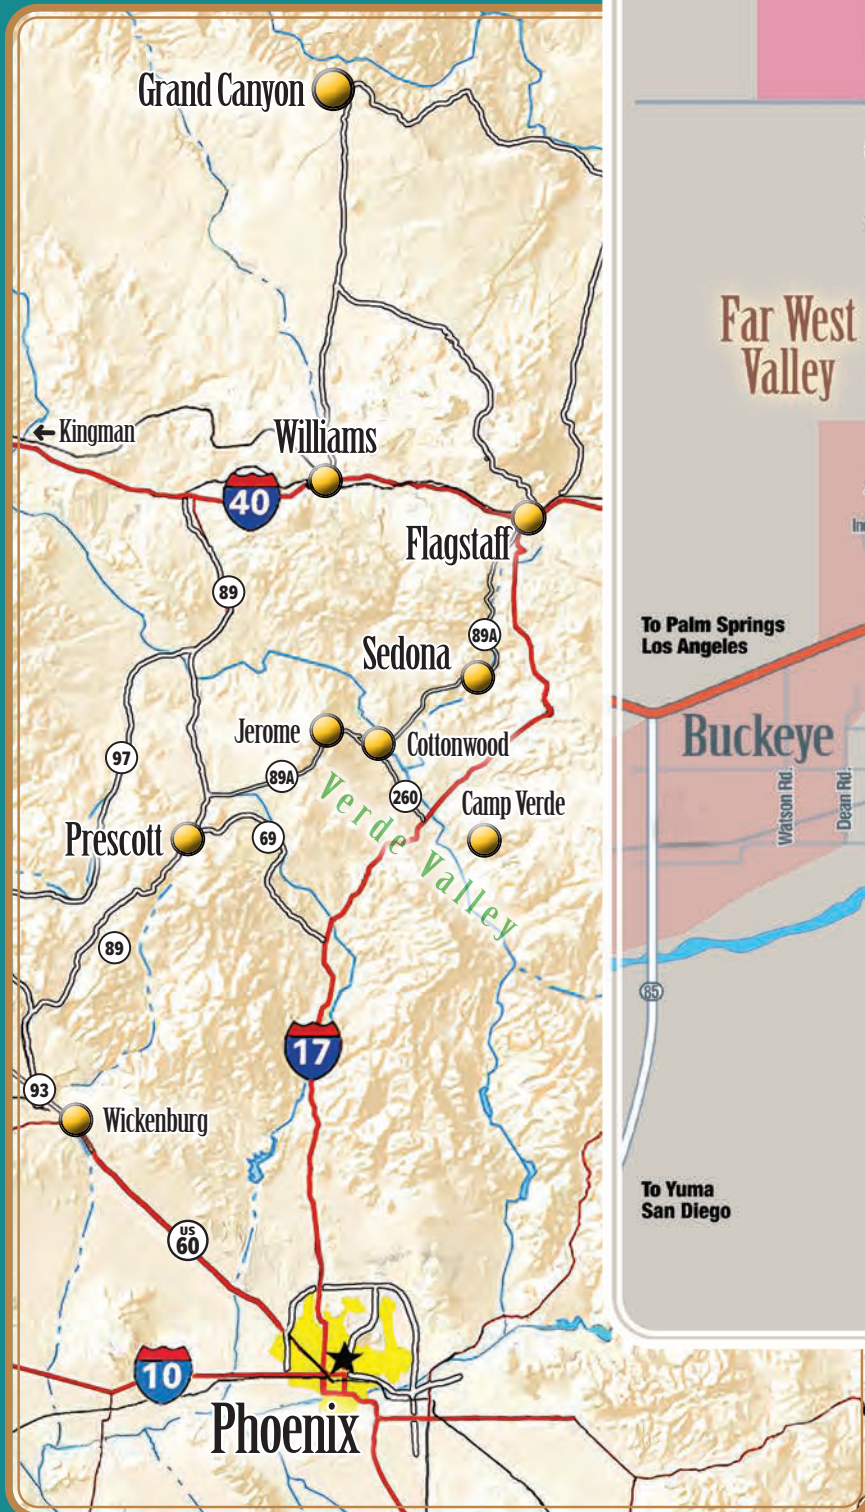 Grand Canyon
Kingman
Williams
40
Flagstaff
89
89A
Sedona
Jerome
Cottonwood
97
89A
260
Camp Verde
Verde Valley
Prescott
69
89
17
93
Wickenburg
US
60
10
Phoenix
Far West
Valley
To Palm Springs
Los Angeles
Buckeye
Watson Rd.
Dean Rd.
85
To Yuma
San Diego